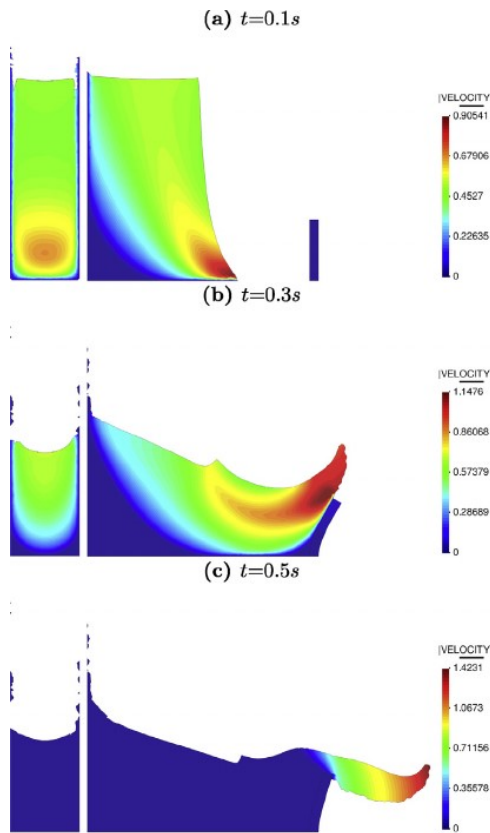 (a) t=0.1s
|VELOCITY
0.90541
0.67906
0.4527
0.22635
0
(b) t=0.3s
|VELOCITY
1.1476
0.86068
0.57379
0.28689
0
(c) t=0.5s
|VELOCITY
1.4231
1.0673
0.71156
0.35578
0